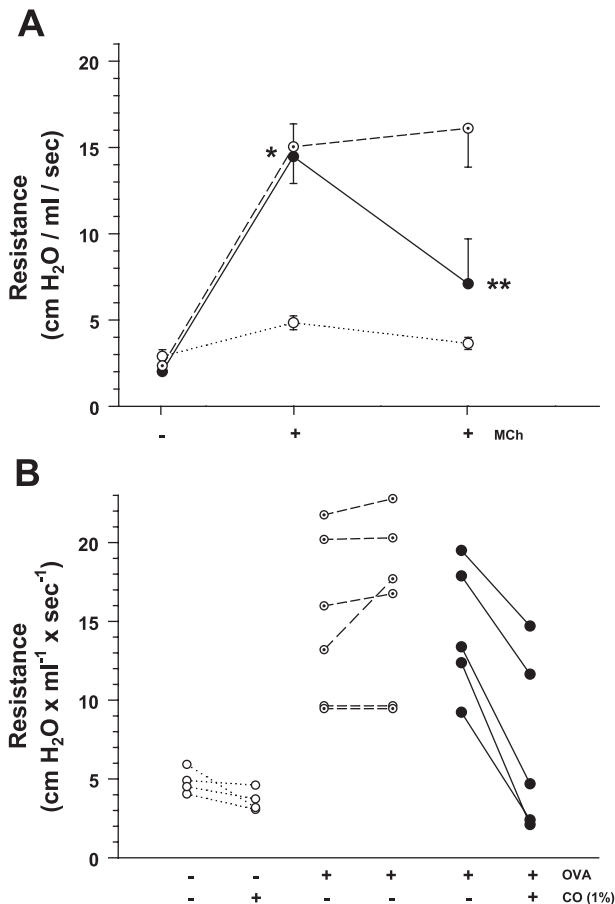 A
Resistance
(cm H2O / ml / sec)
20
15
10
5
0
*
**
- + + MCh
B
Resistance
(cm H2O x ml-1 x sec-1)
20
15
10
5
0
- - + + + + OVA
- + - - - + CO (1%)